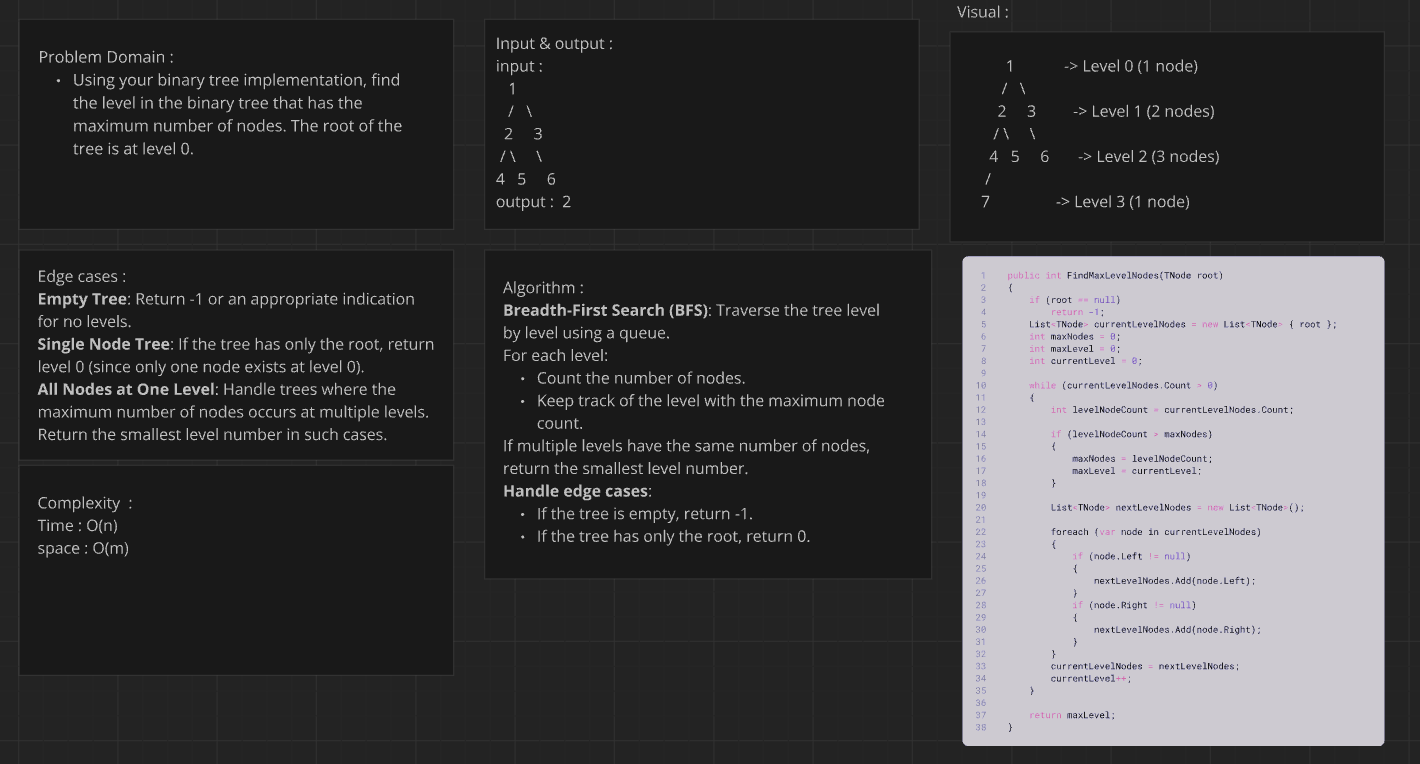 Problem Domain :
• Using your binary tree implementation, find
the level in the binary tree that has the
maximum number of nodes. The root of the
tree is at level 0.
Input & output :
input :
1
/ \
2 3
/ \ \
4 5 6
output : 2
Visual :
1 -> Level 0 (1 node)
/ \
2 3 -> Level 1 (2 nodes)
/ \ \
4 5 6 -> Level 2 (3 nodes)
/
7 -> Level 3 (1 node)
Edge cases :
Empty Tree: Return -1 or an appropriate indication
for no levels.
Single Node Tree: If the tree has only the root, return
level 0 (since only one node exists at level 0).
All Nodes at One Level: Handle trees where the
maximum number of nodes occurs at multiple levels.
Return the smallest level number in such cases.
Complexity :
Time : O(n)
space : O(m)
Algorithm :
Breadth-First Search (BFS): Traverse the tree level
by level using a queue.
For each level:
• Count the number of nodes.
• Keep track of the level with the maximum node
count.
If multiple levels have the same number of nodes,
return the smallest level number.
Handle edge cases:
• If the tree is empty, return -1.
• If the tree has only the root, return 0.
1 public int FindMaxLevelNodes(TNode root)
2 {
3 if (root == null)
4 return -1;
5 List<TNode> currentLevelNodes = new List<TNode> { root };
6 int maxNodes = 0;
7 int maxLevel = 0;
8 int currentLevel = 0;
9
10 while (currentLevelNodes.Count > 0)
11 {
12 int levelNodeCount = currentLevelNodes.Count;
13
14 if (levelNodeCount > maxNodes)
15 {
16 maxNodes = levelNodeCount;
17 maxLevel = currentLevel;
18 }
19
20 List<TNode> nextLevelNodes = new List<TNode>();
21
22 foreach (var node in currentLevelNodes)
23 {
24 if (node.Left != null)
25 {
26 nextLevelNodes.Add(node.Left);
27 }
28 if (node.Right != null)
29 {
30 nextLevelNodes.Add(node.Right);
31 }
32 }
33 currentLevelNodes = nextLevelNodes;
34 currentLevel++;
35 }
36
37 return maxLevel;
38 }